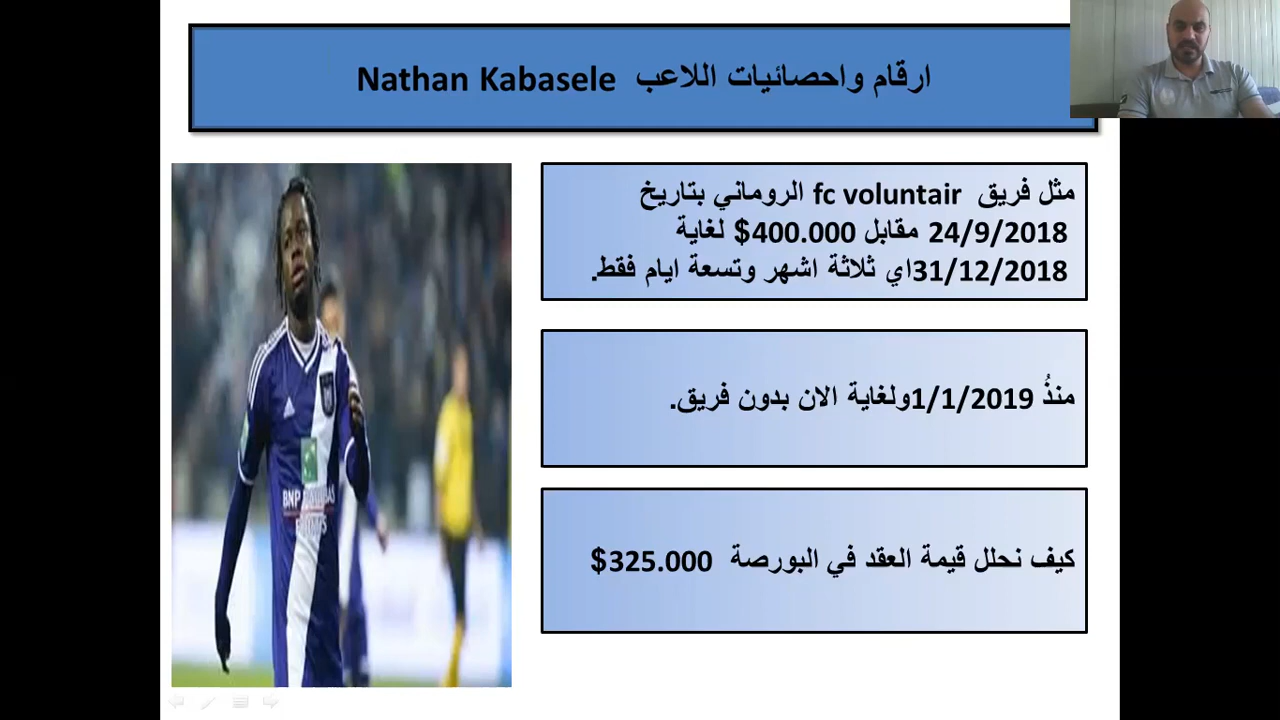 ارقام واحصائيات اللاعب Nathan Kabasele
مثل فريق fc voluntair الروماني بتاريخ
24/9/2018 مقابل 400.000$ لغاية
31/12/2018اي ثلاثة اشهر وتسعة ايام فقط.
منذُ 1/1/2019ولغاية الان بدون فريق.
كيف نحلل قيمة العقد في البورصة 325.000$
BNP